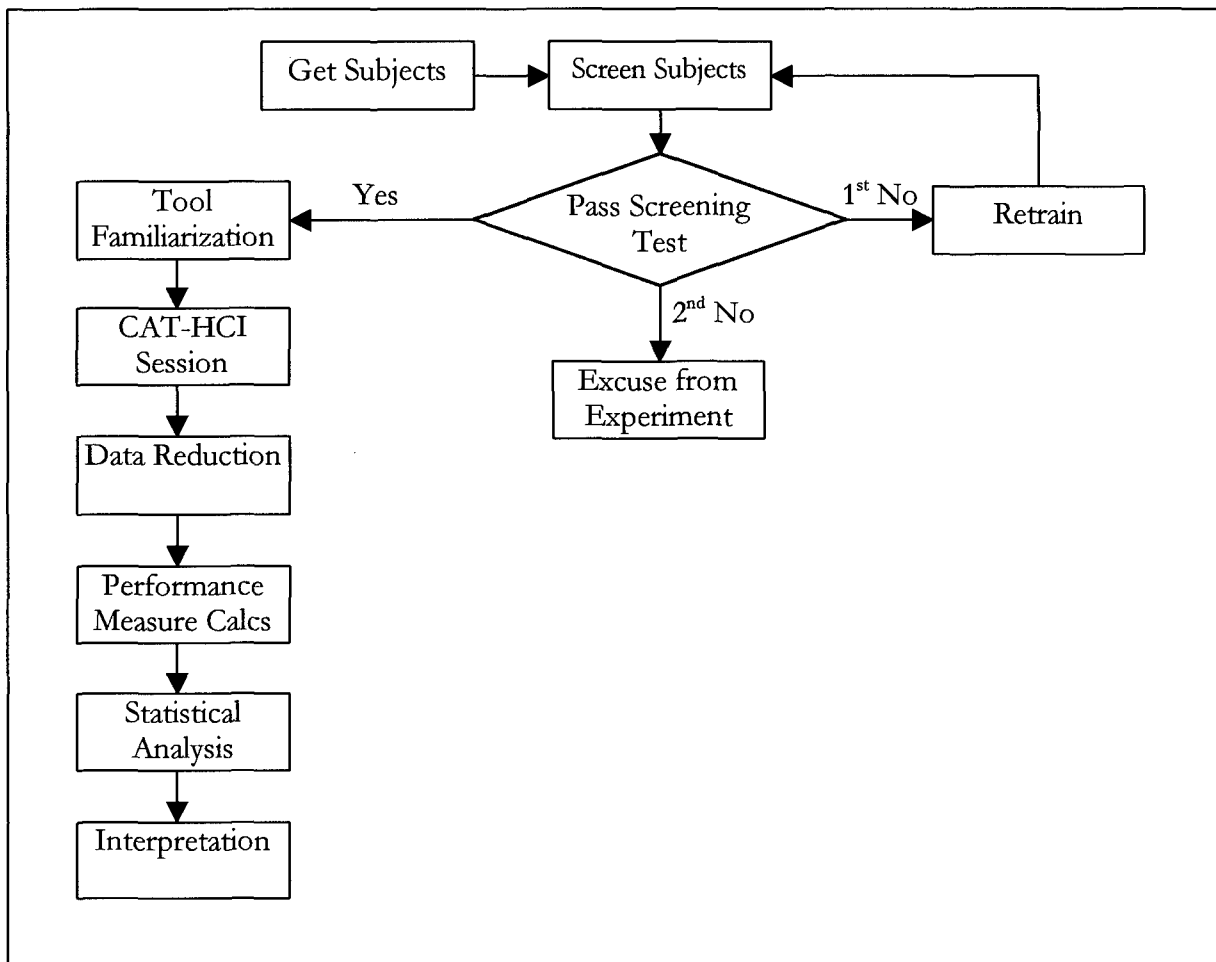 Get Subjects
Screen Subjects
Pass Screening
Test
Yes
1st No
Retrain
2nd No
Excuse from
Experiment
Tool
Familiarization
CAT-HCI
Session
Data Reduction
Performance
Measure Calcs
Statistical
Analysis
Interpretation